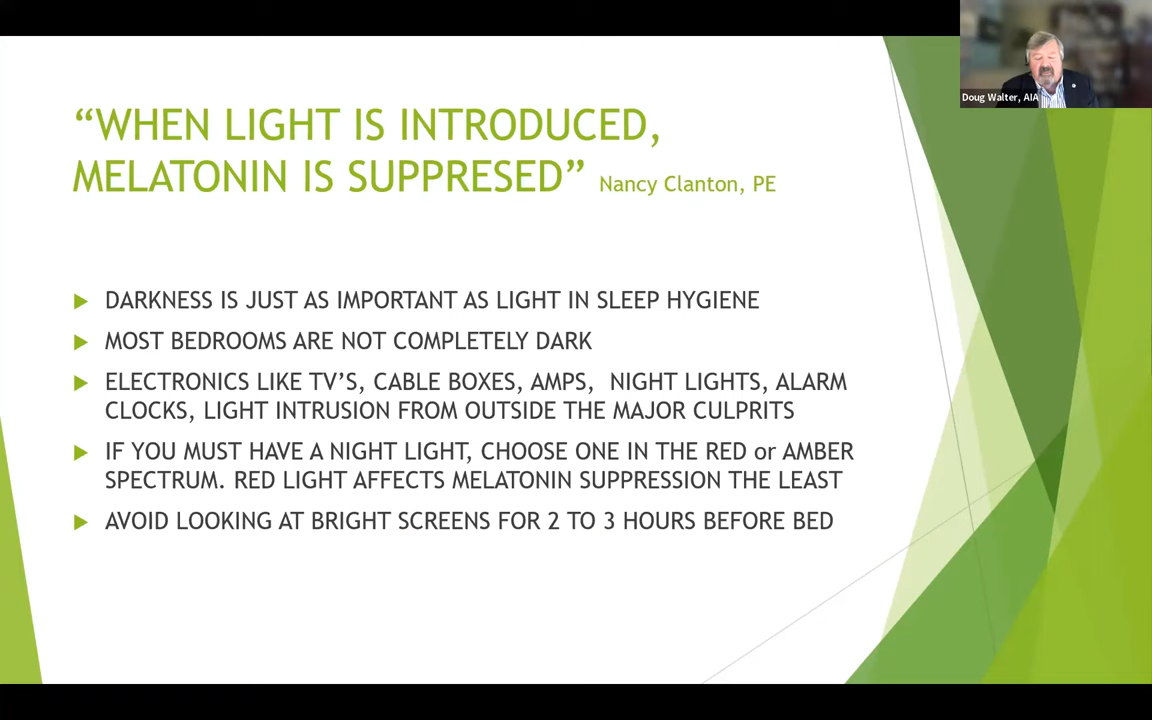 Doug Walter, AIA
“WHEN LIGHT IS INTRODUCED,
MELATONIN IS SUPPRESED” Nancy Clanton, PE
DARKNESS IS JUST AS IMPORTANT AS LIGHT IN SLEEP HYGIENE
MOST BEDROOMS ARE NOT COMPLETELY DARK
ELECTRONICS LIKE TV’S, CABLE BOXES, AMPS, NIGHT LIGHTS, ALARM
CLOCKS, LIGHT INTRUSION FROM OUTSIDE THE MAJOR CULPRITS
IF YOU MUST HAVE A NIGHT LIGHT, CHOOSE ONE IN THE RED or AMBER
SPECTRUM. RED LIGHT AFFECTS MELATONIN SUPPRESSION THE LEAST
AVOID LOOKING AT BRIGHT SCREENS FOR 2 TO 3 HOURS BEFORE BED